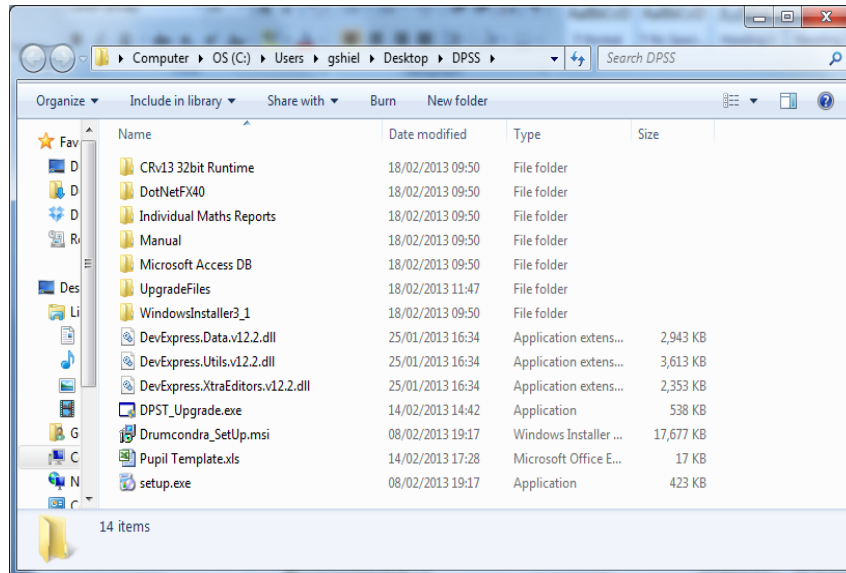 Computer ▸ OS (C:) ▸ Users ▸ gshiel ▸ Desktop ▸ DPSS ▸ Search DPSS
Organize Include in library Share with Burn New folder
Name Date modified Type Size
Fav
D
D
D
R
Des
Li
G
C
N
C
CRv13 32bit Runtime 18/02/2013 09:50 File folder
DotNetFX40 18/02/2013 09:50 File folder
Individual Maths Reports 18/02/2013 09:50 File folder
Manual 18/02/2013 09:50 File folder
Microsoft Access DB 18/02/2013 09:50 File folder
UpgradeFiles 18/02/2013 11:47 File folder
WindowsInstaller3_1 18/02/2013 09:50 File folder
DevExpress.Data.v12.2.dll 25/01/2013 16:34 Application extens... 2,943 KB
DevExpress.Utils.v12.2.dll 25/01/2013 16:34 Application extens... 3,613 KB
DevExpress.XtraEditors.v12.2.dll 25/01/2013 16:34 Application extens... 2,353 KB
DPST_Upgrade.exe 14/02/2013 14:42 Application 538 KB
Drumcondra_SetUp.msi 08/02/2013 19:17 Windows Installer ... 17,677 KB
Pupil Template.xls 14/02/2013 17:28 Microsoft Office E... 17 KB
setup.exe 08/02/2013 19:17 Application 423 KB
14 items